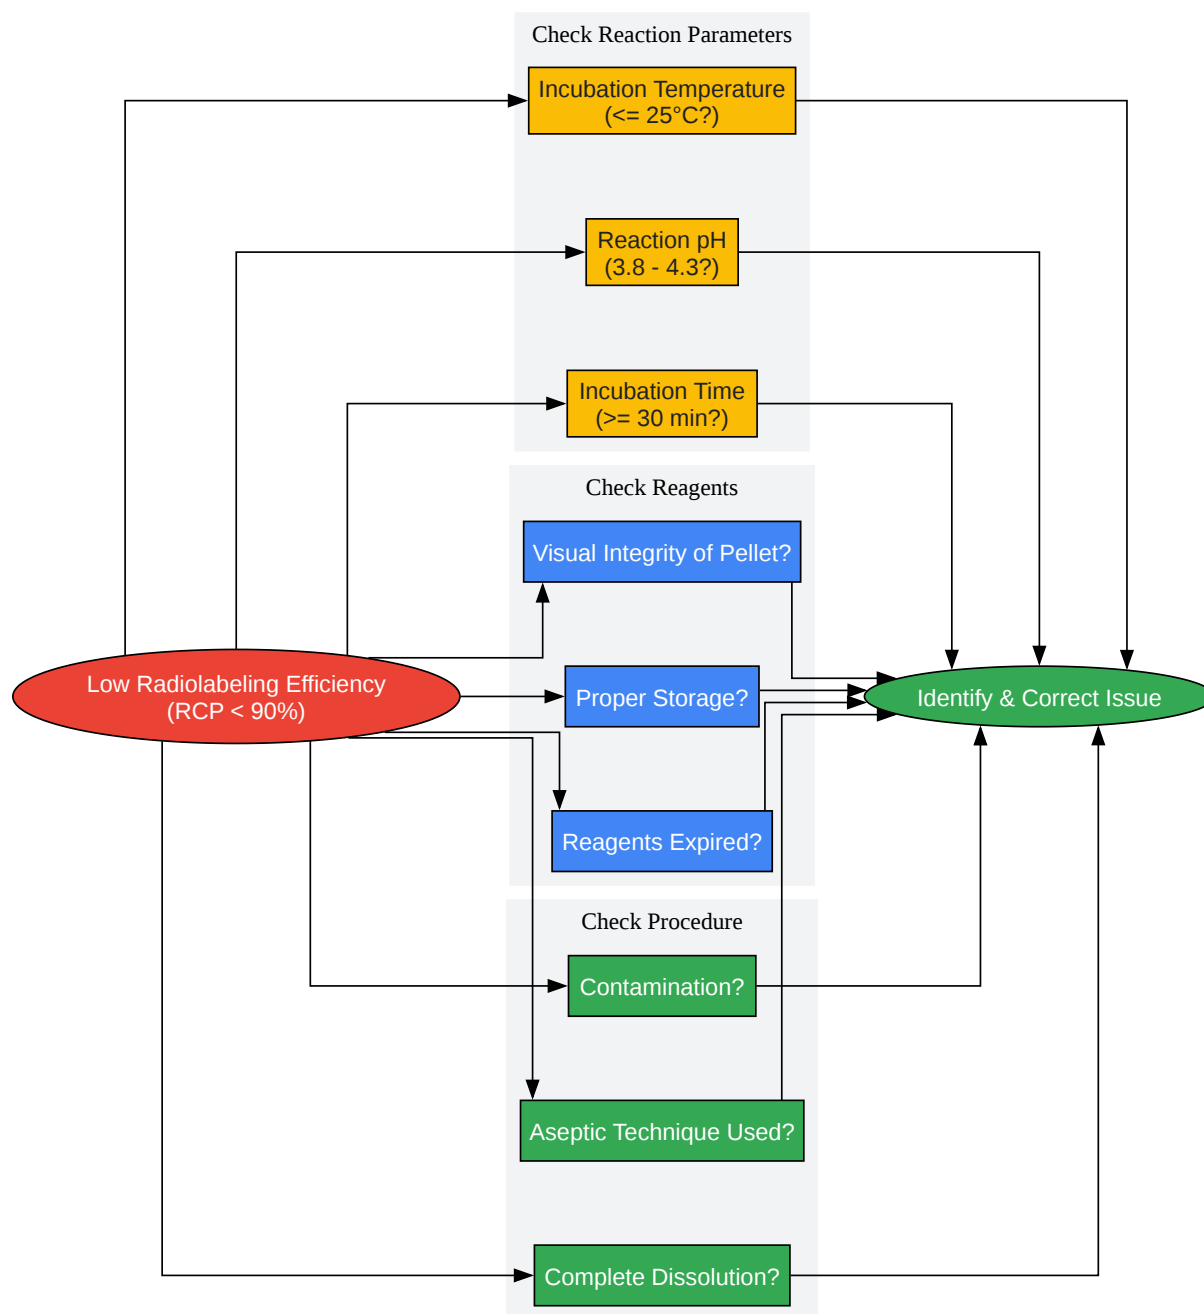 Check Reaction Parameters
Incubation Temperature
(<= 25°C?)
Reaction pH
(3.8 - 4.3?)
Incubation Time
(>= 30 min?)
Check Reagents
Visual Integrity of Pellet?
Low Radiolabeling Efficiency
(RCP < 90%)
Proper Storage?
Identify & Correct Issue
Reagents Expired?
Check Procedure
Contamination?
Aseptic Technique Used?
Complete Dissolution?